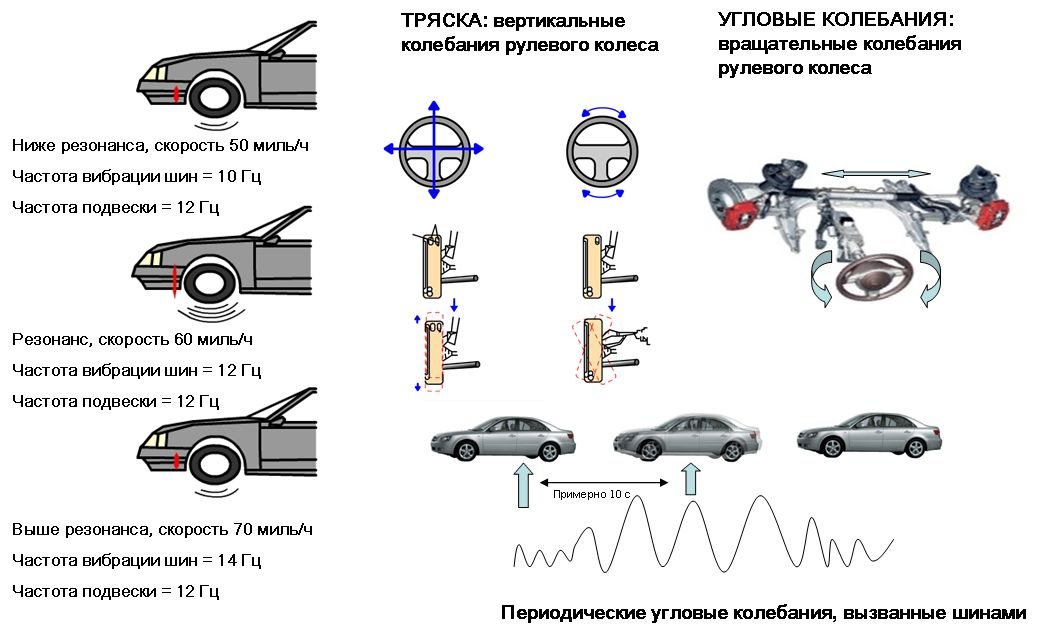 ТРЯСКА: вертикальные
колебания рулевого колеса
УГЛОВЫЕ КОЛЕБАНИЯ:
вращательные колебания
рулевого колеса
Ниже резонанса, скорость 50 миль/ч
Частота вибрации шин = 10 Гц
Частота подвески = 12 Гц
Резонанс, скорость 60 миль/ч
Частота вибрации шин = 12 Гц
Частота подвески = 12 Гц
Примерно 10 с
Выше резонанса, скорость 70 миль/ч
Частота вибрации шин = 14 Гц
Частота подвески = 12 Гц
Периодические угловые колебания, вызванные шинами